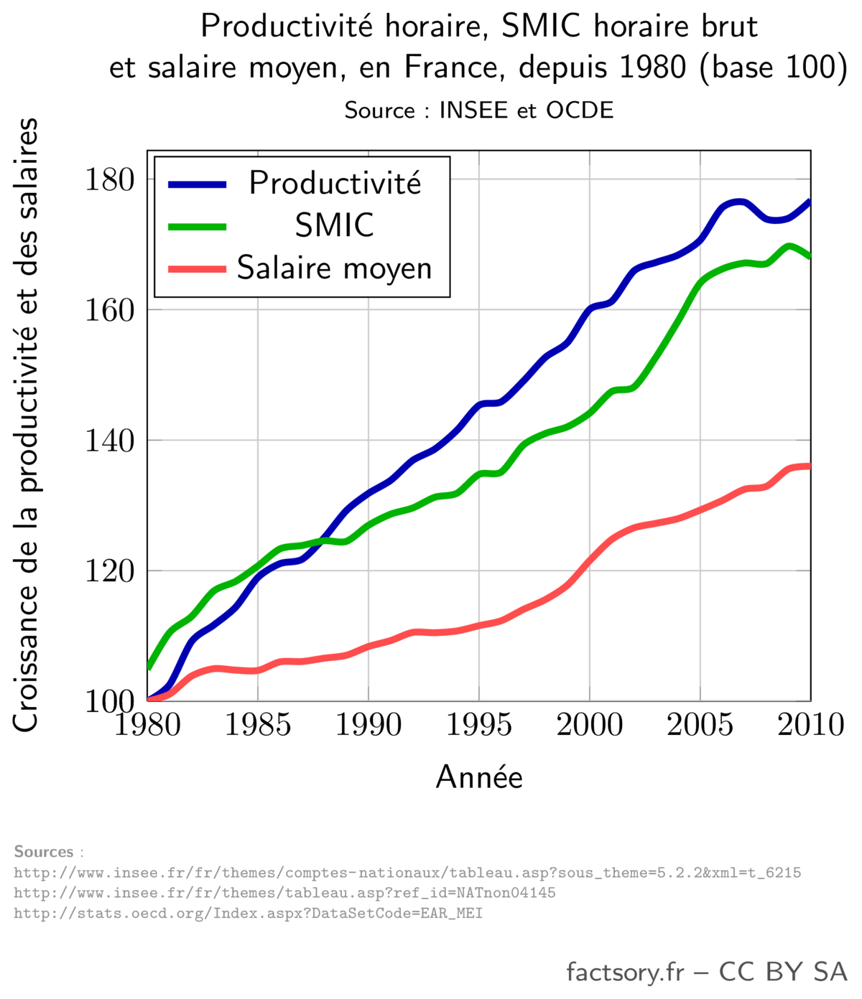 Productivité horaire, SMIC horaire brut
et salaire moyen, en France, depuis 1980 (base 100)
Source : INSEE et OCDE
Croissance de la productivité et des salaires
Productivité
SMIC
Salaire moyen
180
160
140
120
100
1980 1985 1990 1995 2000 2005 2010
Année
Sources :
http://www.insee.fr/fr/themes/comptes-nationaux/tableau.asp?sous_theme=5.2.2&xml=t_6215
http://www.insee.fr/fr/themes/tableau.asp?ref_id=NATnon04145
http://stats.oecd.org/Index.aspx?DataSetCode=EAR_MEI
factsory.fr – CC BY SA